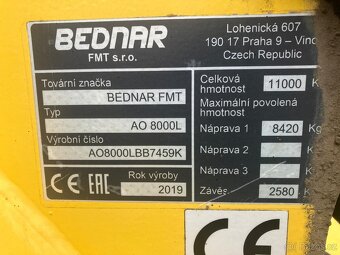 BEDNAR
FMT s.r.o.
Lohenická 607
190 17 Praha 9 – Vino
Czech Republic
Tovární značka
BEDNAR FMT
Typ
AO 8000L
Výrobní číslo
AO8000LBB7459K
Rok výroby
2019
CE EAC
Celková
hmotnost 11000 K
Maximální povolená
hmotnost
Náprava 1 8420 Kg
Náprava 2 K
Náprava 3 K
Závěs 2580 K
CE